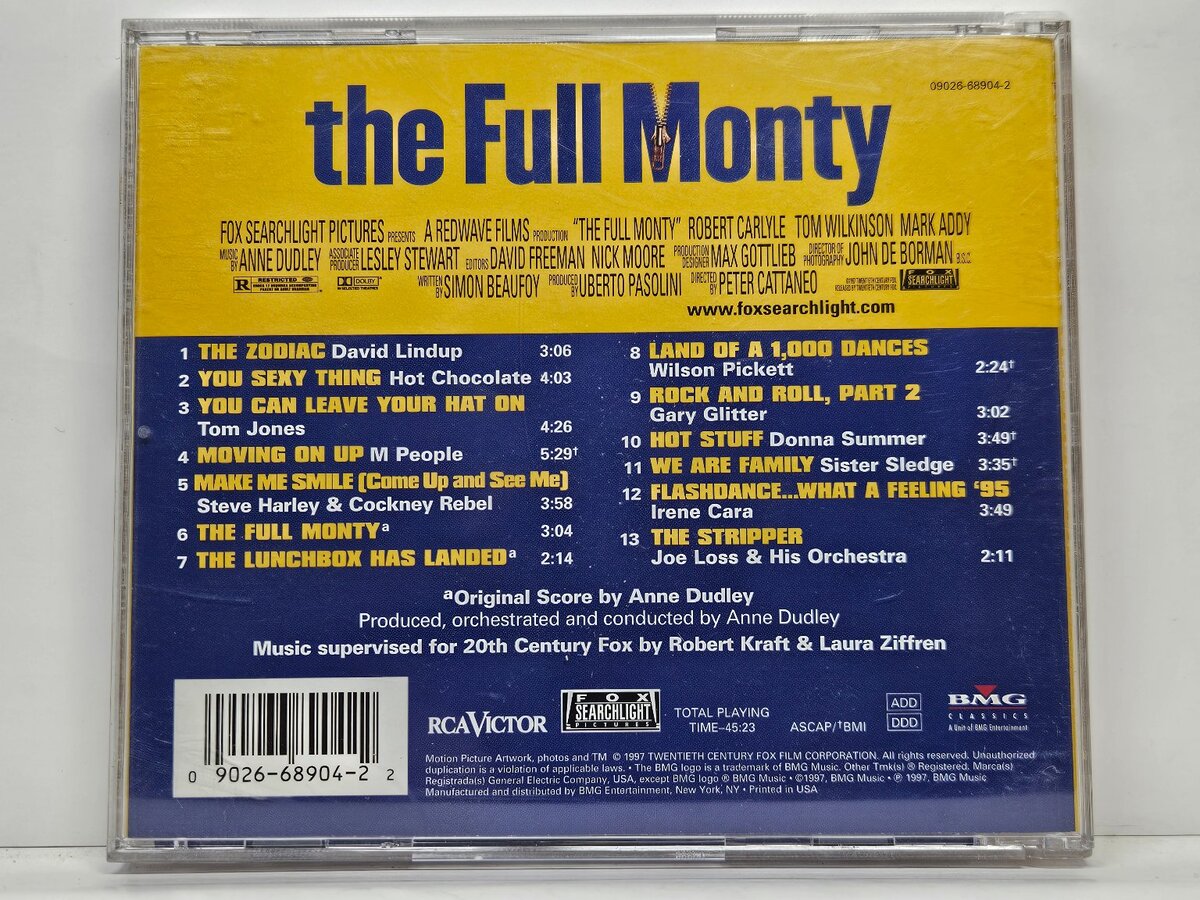 09026-68904-2
the Full Monty
FOX SEARCHLIGHT PICTURES PRESENTS A REDWAVE FILMS PRODUCTION "THE FULL MONTY" ROBERT CARLYLE TOM WILKINSON MARK ADDY
MUSIC BY ANNE DUDLEY ASSOCIATE PRODUCER LESLEY STEWART EDITORS DAVID FREEMAN NICK MOORE PRODUCTION DESIGNER MAX GOTTLIEB DIRECTOR OF PHOTOGRAPHY JOHN DE BORMAN B.S.C.
R RESTRICTED DOLBY IN SELECTED THEATRES WRITTEN BY SIMON BEAUFOY PRODUCED BY UBERTO PASOLINI DIRECTED BY PETER CATTANEO FOX SEARCHLIGHT
www.foxsearchlight.com
1 THE ZODIAC David Lindup 3:06
2 YOU SEXY THING Hot Chocolate 4:03
3 YOU CAN LEAVE YOUR HAT ON
Tom Jones 4:26
4 MOVING ON UP M People 5:29†
5 MAKE ME SMILE (Come Up and See Me)
Steve Harley & Cockney Rebel 3:58
6 THE FULL MONTYª 3:04
7 THE LUNCHBOX HAS LANDEDª 2:14
8 LAND OF A 1,000 DANCES
Wilson Pickett 2:24†
9 ROCK AND ROLL, PART 2
Gary Glitter 3:02
10 HOT STUFF Donna Summer 3:49†
11 WE ARE FAMILY Sister Sledge 3:35†
12 FLASHDANCE...WHAT A FEELING '95
Irene Cara 3:49
13 THE STRIPPER
Joe Loss & His Orchestra 2:11
ªOriginal Score by Anne Dudley
Produced, orchestrated and conducted by Anne Dudley
Music supervised for 20th Century Fox by Robert Kraft & Laura Ziffren
0 9026-68904-2 2
RCA VICTOR
FOX SEARCHLIGHT PICTURES
TOTAL PLAYING
TIME–45:23
ASCAP/†BMI
ADD
DDD
BMG
CLASSICS
A Unit of BMG Entertainment
Motion Picture Artwork, photos and TM © 1997 TWENTIETH CENTURY FOX FILM CORPORATION. All rights reserved. Unauthorized
duplication is a violation of applicable laws. • The BMG logo is a trademark of BMG Music. Other Trmk(s) ® Registered. Marca(s)
Registrada(s) General Electric Company, USA, except BMG logo ® BMG Music • ©1997, BMG Music • ℗ 1997, BMG Music
Manufactured and distributed by BMG Entertainment, New York, NY • Printed in USA